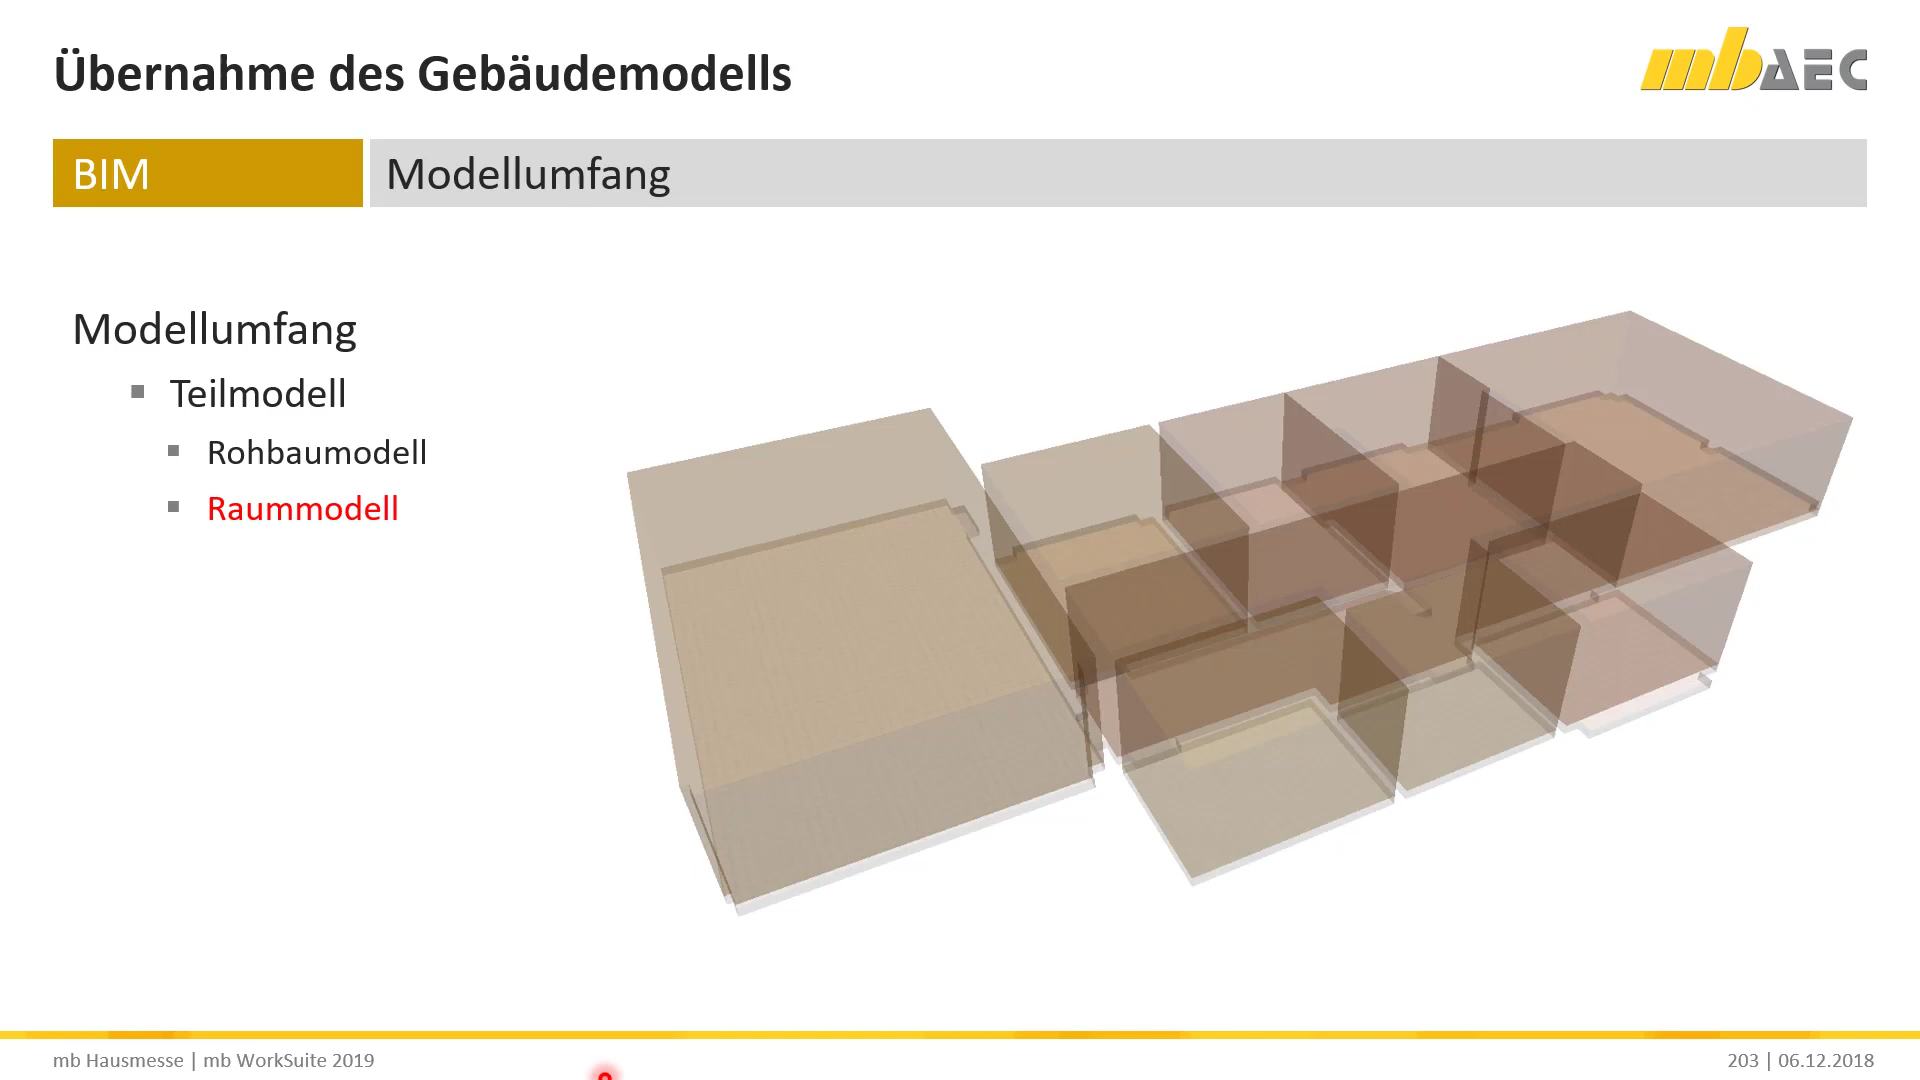 Übernahme des Gebäudemodells
mbAEC
BIM
Modellumfang
Modellumfang
Teilmodell
Rohbaumodell
Raummodell
mb Hausmesse | mb WorkSuite 2019
203 | 06.12.2018